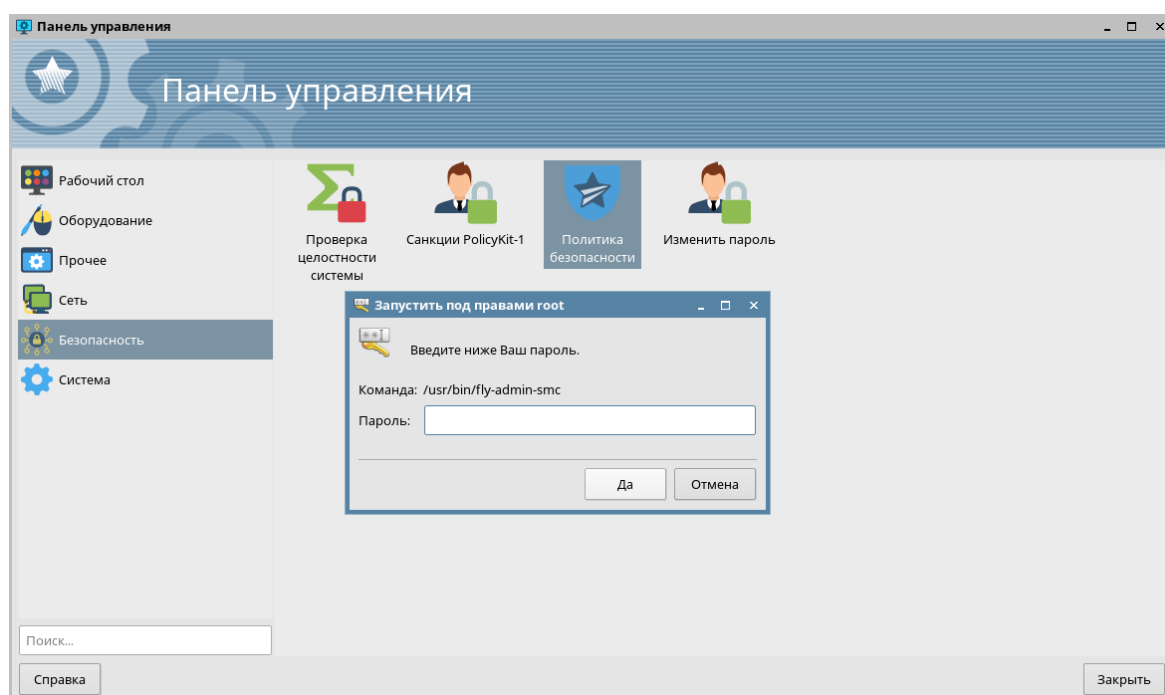 Панель управления
Панель управления
Рабочий стол
Оборудование
Прочее
Сеть
Безопасность
Система
Проверка
целостности
системы
Санкции PolicyKit-1
Политика
безопасности
Изменить пароль
Запустить под правами root
Введите ниже Ваш пароль.
Команда: /usr/bin/fly-admin-smc
Пароль:
Да
Отмена
Поиск...
Справка
Закрыть